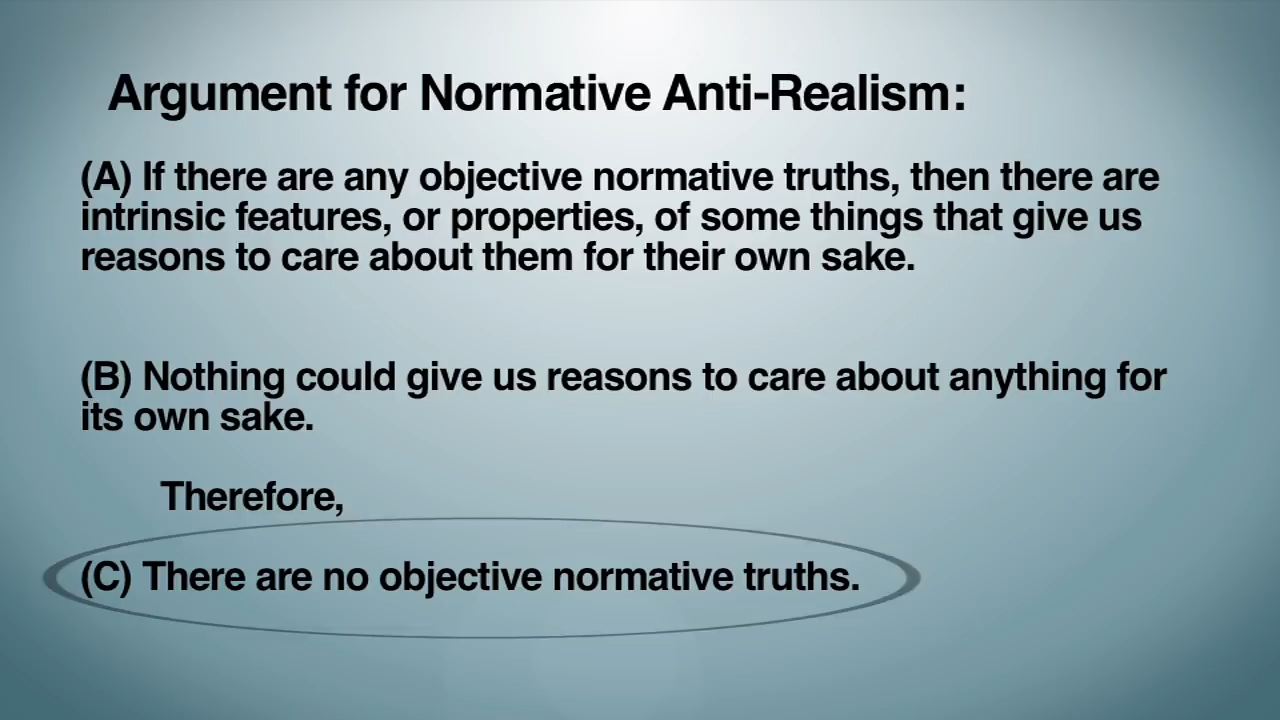 Argument for Normative Anti-Realism:
(A) If there are any objective normative truths, then there are
intrinsic features, or properties, of some things that give us
reasons to care about them for their own sake.
(B) Nothing could give us reasons to care about anything for
its own sake.
Therefore,
(C) There are no objective normative truths.